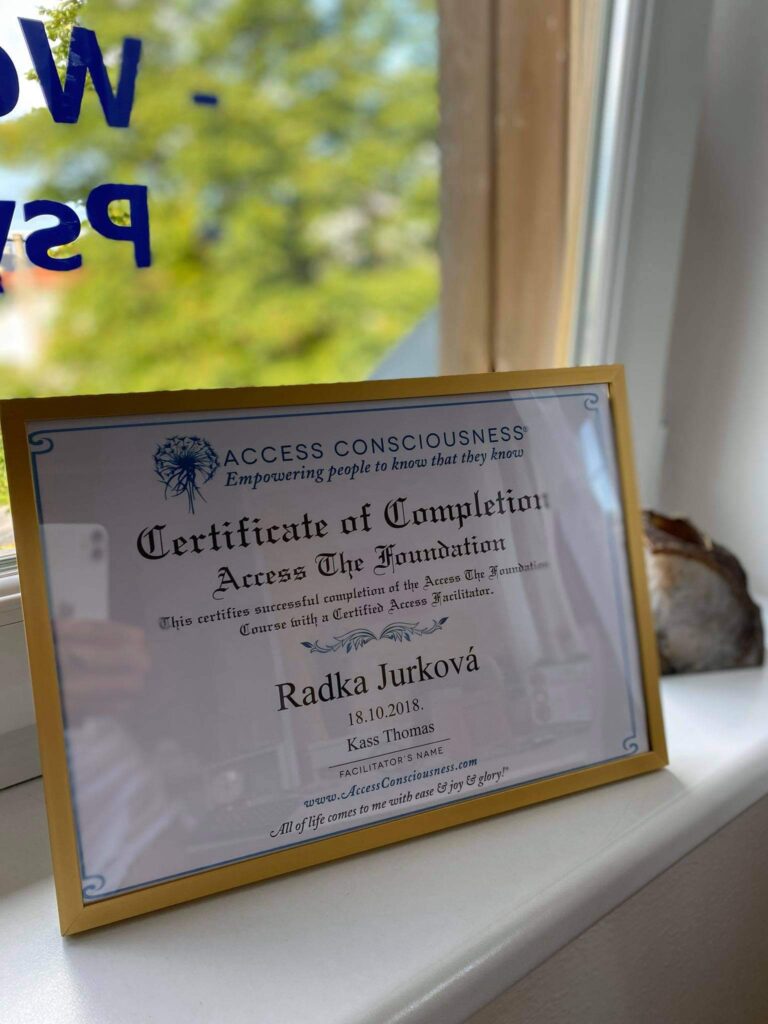 ACCESS CONSCIOUSNESS®
Empowering people to know that they know
Certificate of Completion
Access The Foundation
This certifies successful completion of the Access The Foundation
Course with a Certified Access Facilitator.
Radka Jurková
18.10.2018.
Kass Thomas
FACILITATOR'S NAME
www.AccessConsciousness.com
All of life comes to me with ease & joy & glory!®